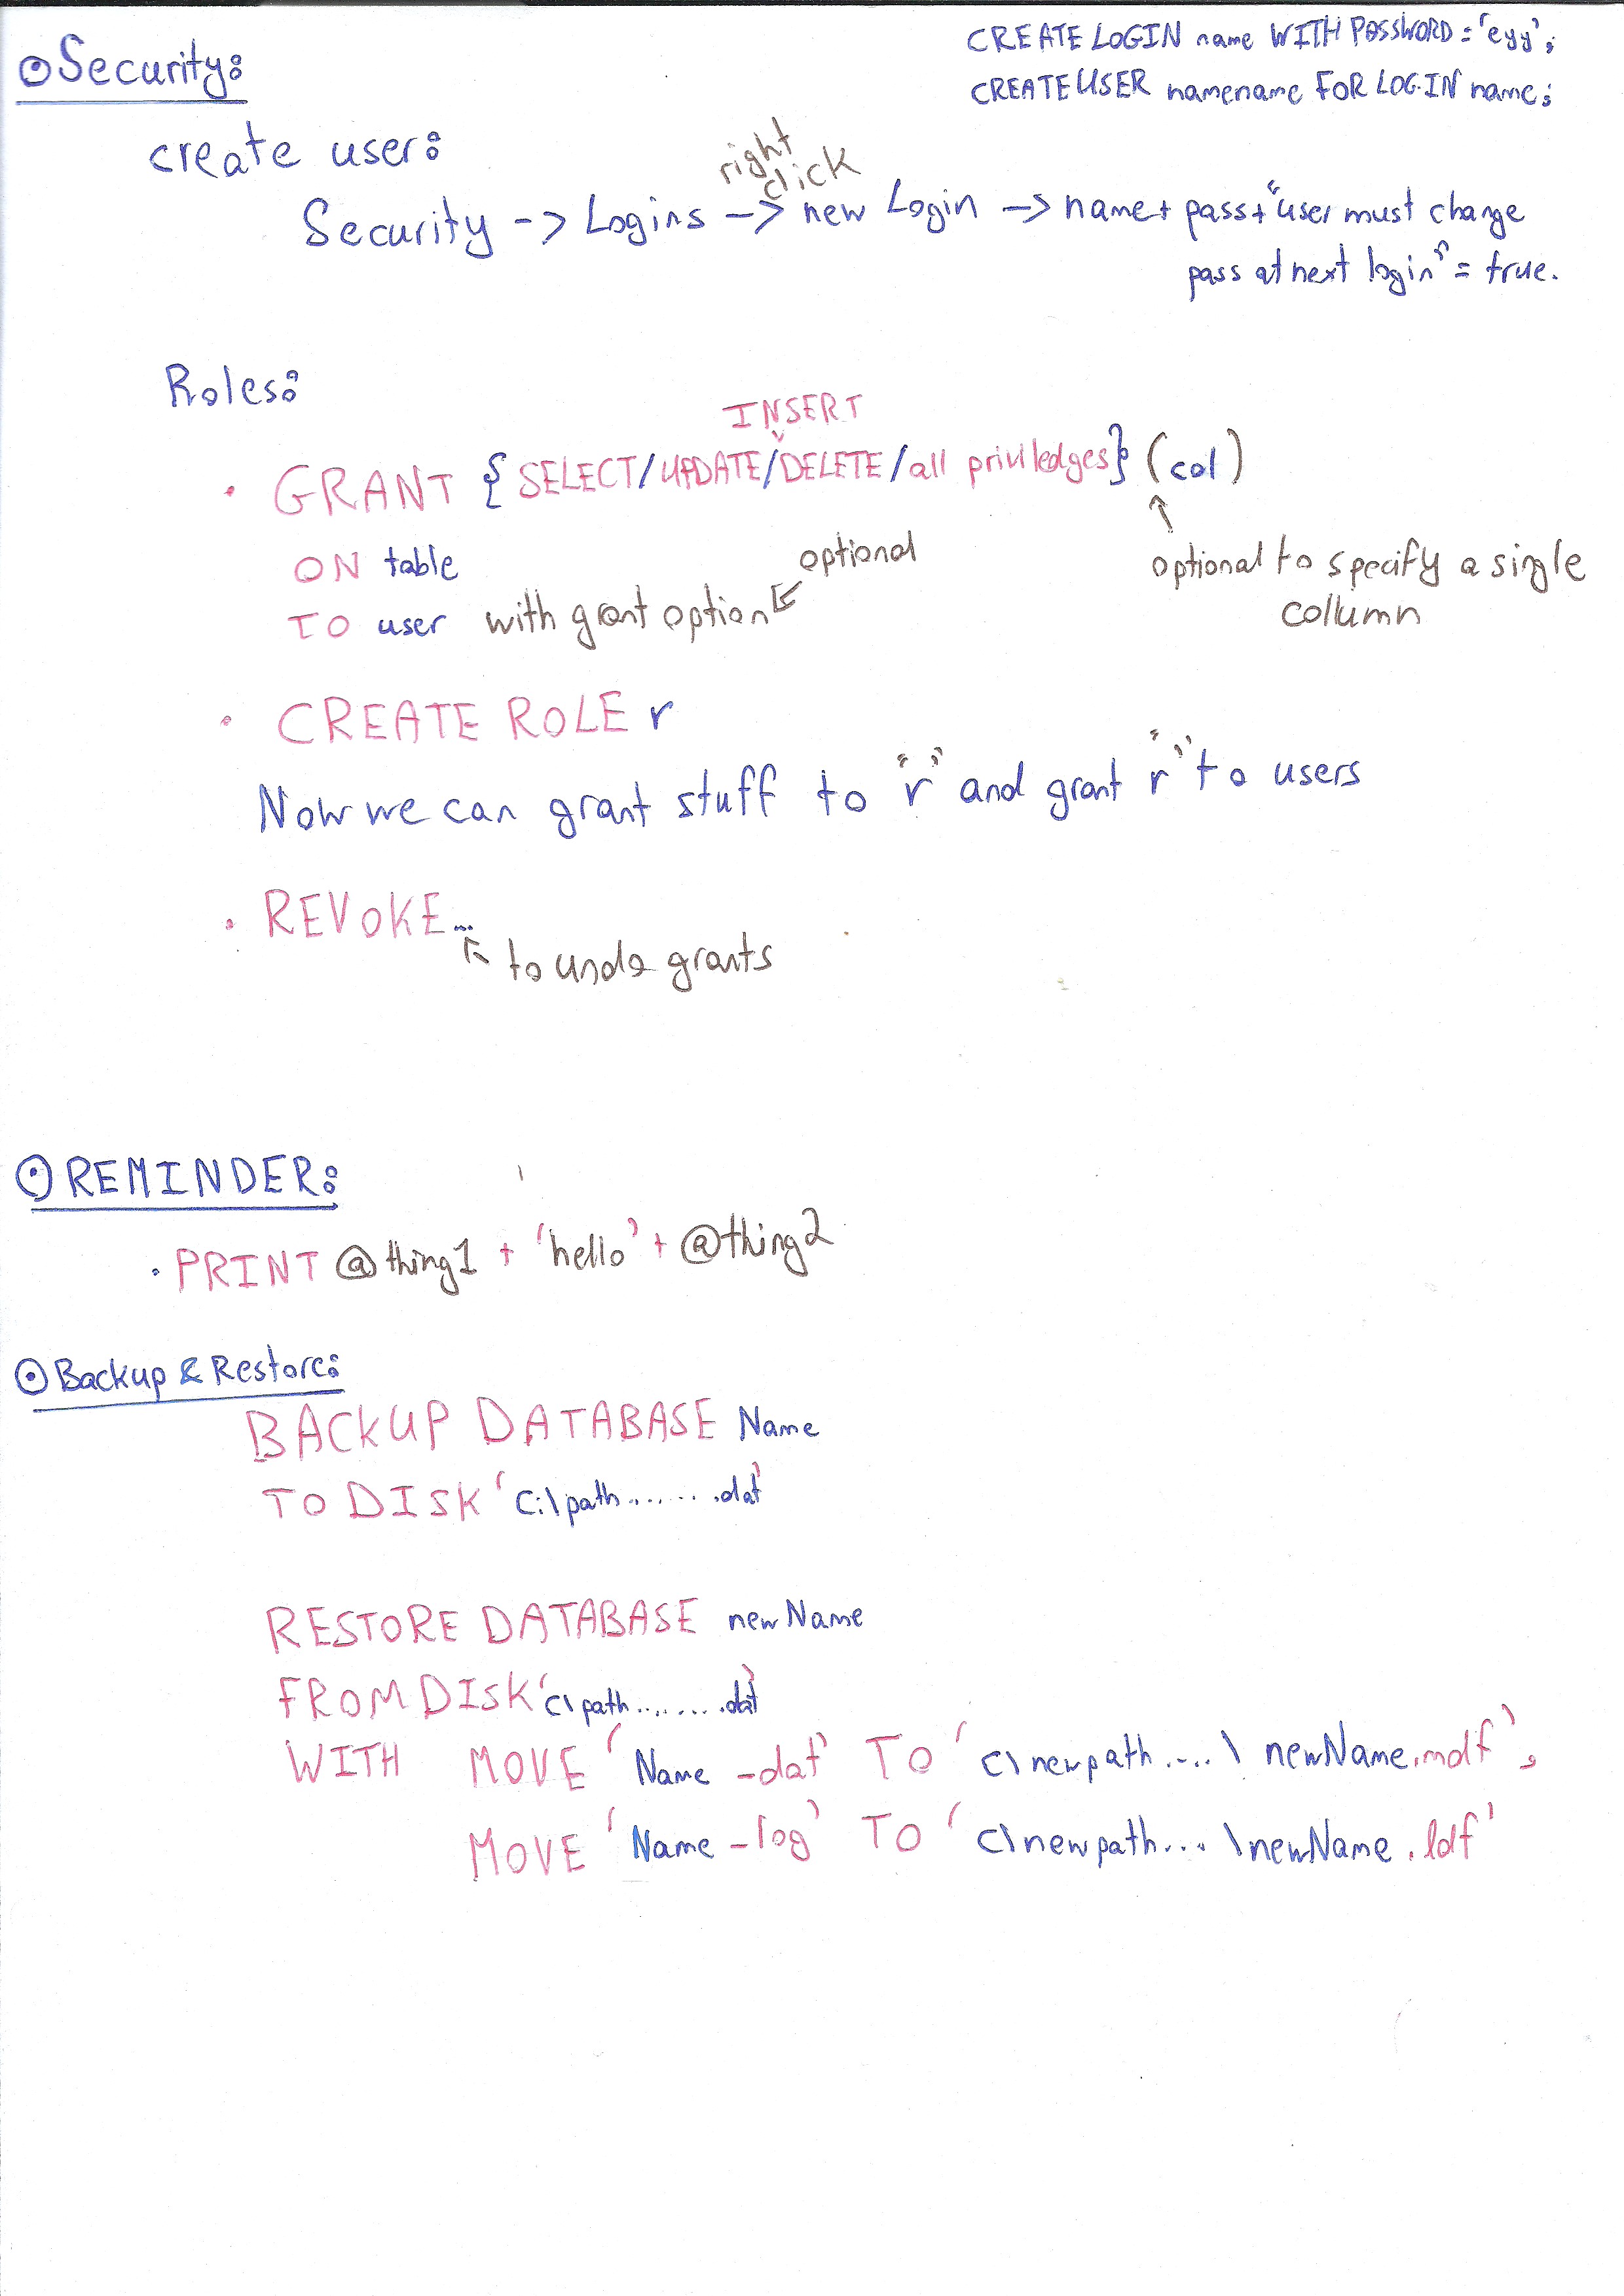 CREATE LOGIN name WITH PASSWORD = 'eyy';
CREATE USER namename FOR LOGIN name;
Security:
create user:
right click
Security -> Logins -> new Login -> name + pass + "user must change
pass at next login" = true.
Roles:
INSERT
• GRANT { SELECT/UPDATE/DELETE/all priviledges} (col)
ON table
optional
optional to specify a single
collumn
TO user with grant option
• CREATE ROLE r
Now we can grant stuff to "r" and grant "r" to users
• REVOKE...
to undo grants
REMINDER:
• PRINT @thing1 + 'hello' + @thing2
Backup & Restore:
BACKUP DATABASE Name
TO DISK 'C:\path........dat'
RESTORE DATABASE newName
FROM DISK 'c\path.........dat'
WITH MOVE 'Name_dat' TO 'c\newpath....\newName.mdf',
MOVE 'Name_log' TO 'c\newpath...\newName.ldf'